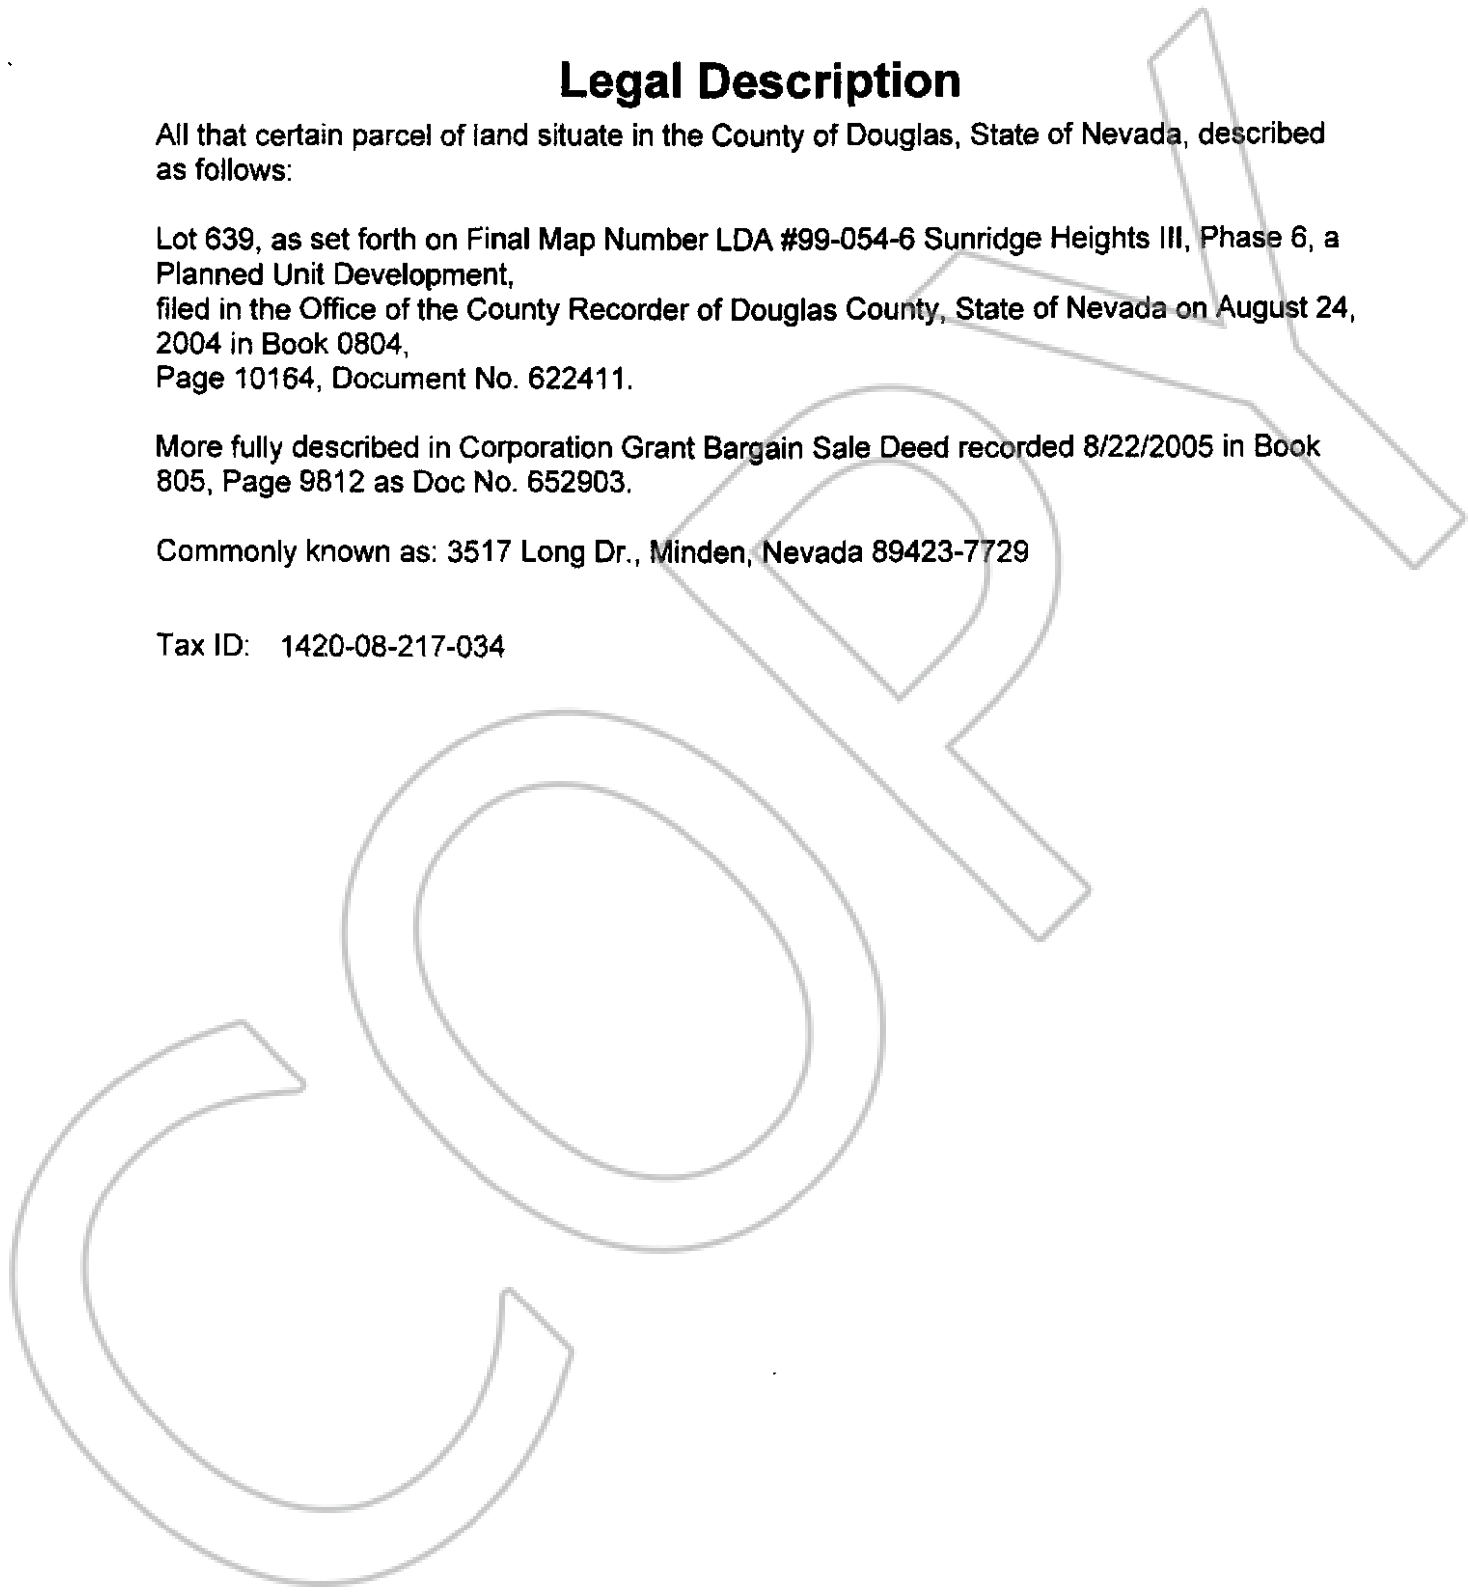 Legal Description
All that certain parcel of land situate in the County of Douglas, State of Nevada, described
as follows:
Lot 639, as set forth on Final Map Number LDA #99-054-6 Sunridge Heights III, Phase 6, a
Planned Unit Development,
filed in the Office of the County Recorder of Douglas County, State of Nevada on August 24,
2004 in Book 0804,
Page 10164, Document No. 622411.
More fully described in Corporation Grant Bargain Sale Deed recorded 8/22/2005 in Book
805, Page 9812 as Doc No. 652903.
Commonly known as: 3517 Long Dr., Minden, Nevada 89423-7729
Tax ID: 1420-08-217-034
COPY